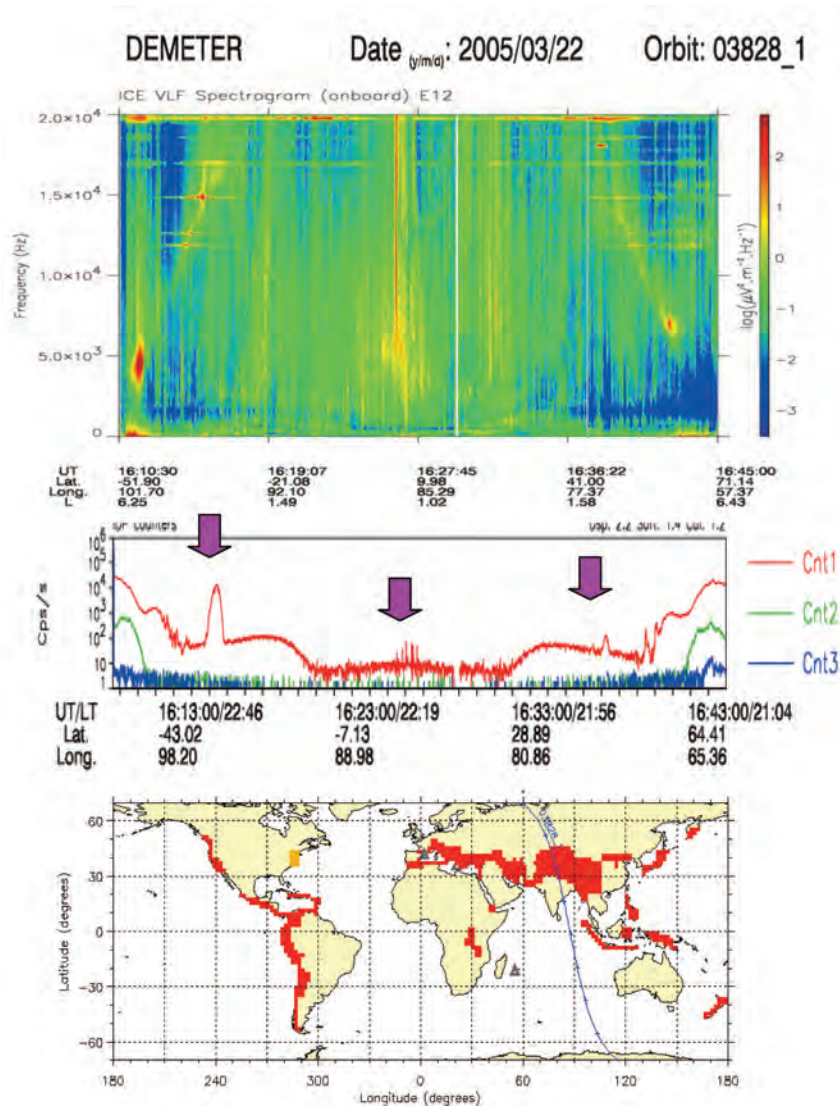 DEMETER Date (y/m/d): 2005/03/22 Orbit: 03828_1
ICE VLF Spectrogram (onboard) E12
2.0×10⁴
1.5×10⁴
1.0×10⁴
5.0×10³
0
Frequency (Hz)
2
1
0
−1
−2
−3
log(μV².m⁻².Hz⁻¹)
UT 16:10:30 16:19:07 16:27:45 16:36:22 16:45:00
Lat. -51.90 -21.08 9.98 41.00 71.14
Long. 101.70 92.10 85.29 77.37 57.37
L 6.25 1.49 1.02 1.58 6.43
counters
10⁶
10⁵
10⁴
10³
10²
10
1
Cps/s
Cnt1
Cnt2
Cnt3
UT/LT 16:13:00/22:46 16:23:00/22:19 16:33:00/21:56 16:43:00/21:04
Lat. -43.02 -7.13 28.89 64.41
Long. 98.20 88.98 80.86 65.36
−60
30
0
−30
−60
Latitude (degrees)
03828
180 240 300 0 60 120 180
Longitude (degrees)